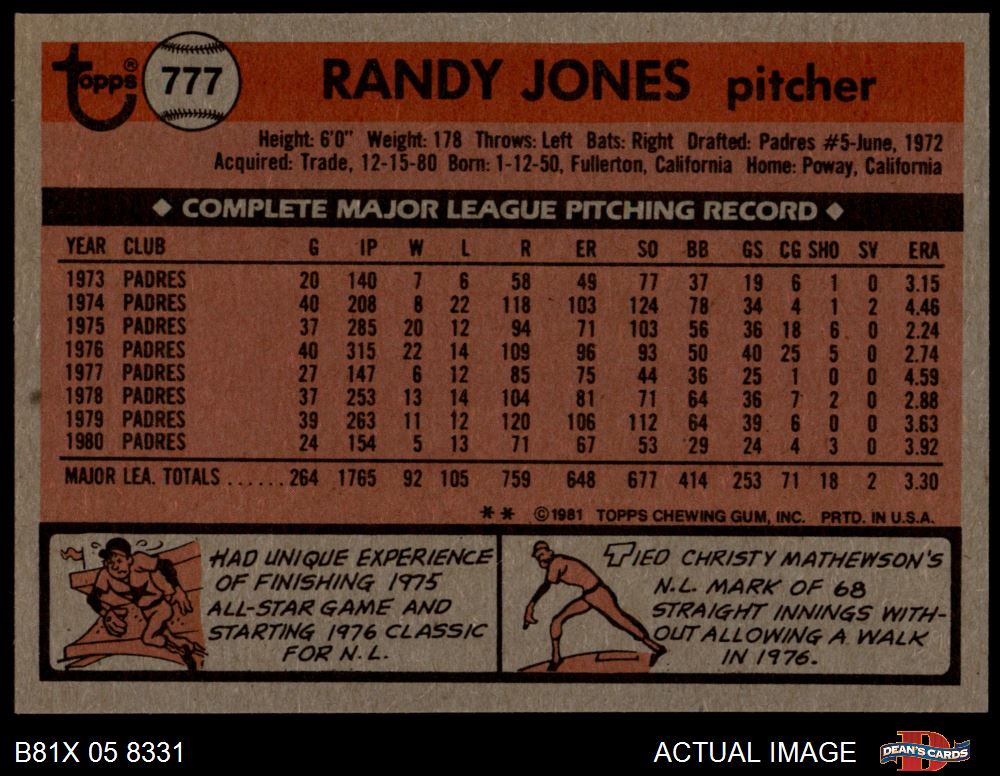 Topps® 777 RANDY JONES pitcher
Height: 6'0" Weight: 178 Throws: Left Bats: Right Drafted: Padres #5-June, 1972
Acquired: Trade, 12-15-80 Born: 1-12-50, Fullerton, California Home: Poway, California
◆ COMPLETE MAJOR LEAGUE PITCHING RECORD ◆
YEAR CLUB G IP W L R ER SO BB GS CG SHO SV ERA
1973 PADRES 20 140 7 6 58 49 77 37 19 6 1 0 3.15
1974 PADRES 40 208 8 22 118 103 124 78 34 4 1 2 4.46
1975 PADRES 37 285 20 12 94 71 103 56 36 18 6 0 2.24
1976 PADRES 40 315 22 14 109 96 93 50 40 25 5 0 2.74
1977 PADRES 27 147 6 12 85 75 44 36 25 1 0 0 4.59
1978 PADRES 37 253 13 14 104 81 71 64 36 7 2 0 2.88
1979 PADRES 39 263 11 12 120 106 112 64 39 6 0 0 3.63
1980 PADRES 24 154 5 13 71 67 53 29 24 4 3 0 3.92
MAJOR LEA. TOTALS ...... 264 1765 92 105 759 648 677 414 253 71 18 2 3.30
** ©1981 TOPPS CHEWING GUM, INC. PRTD. IN U.S.A.
HAD UNIQUE EXPERIENCE
OF FINISHING 1975
ALL-STAR GAME AND
STARTING 1976 CLASSIC
FOR N.L.
TIED CHRISTY MATHEWSON'S
N.L. MARK OF 68
STRAIGHT INNINGS WITH-
OUT ALLOWING A WALK
IN 1976.
B81X 05 8331 ACTUAL IMAGE DEAN'S CARDS